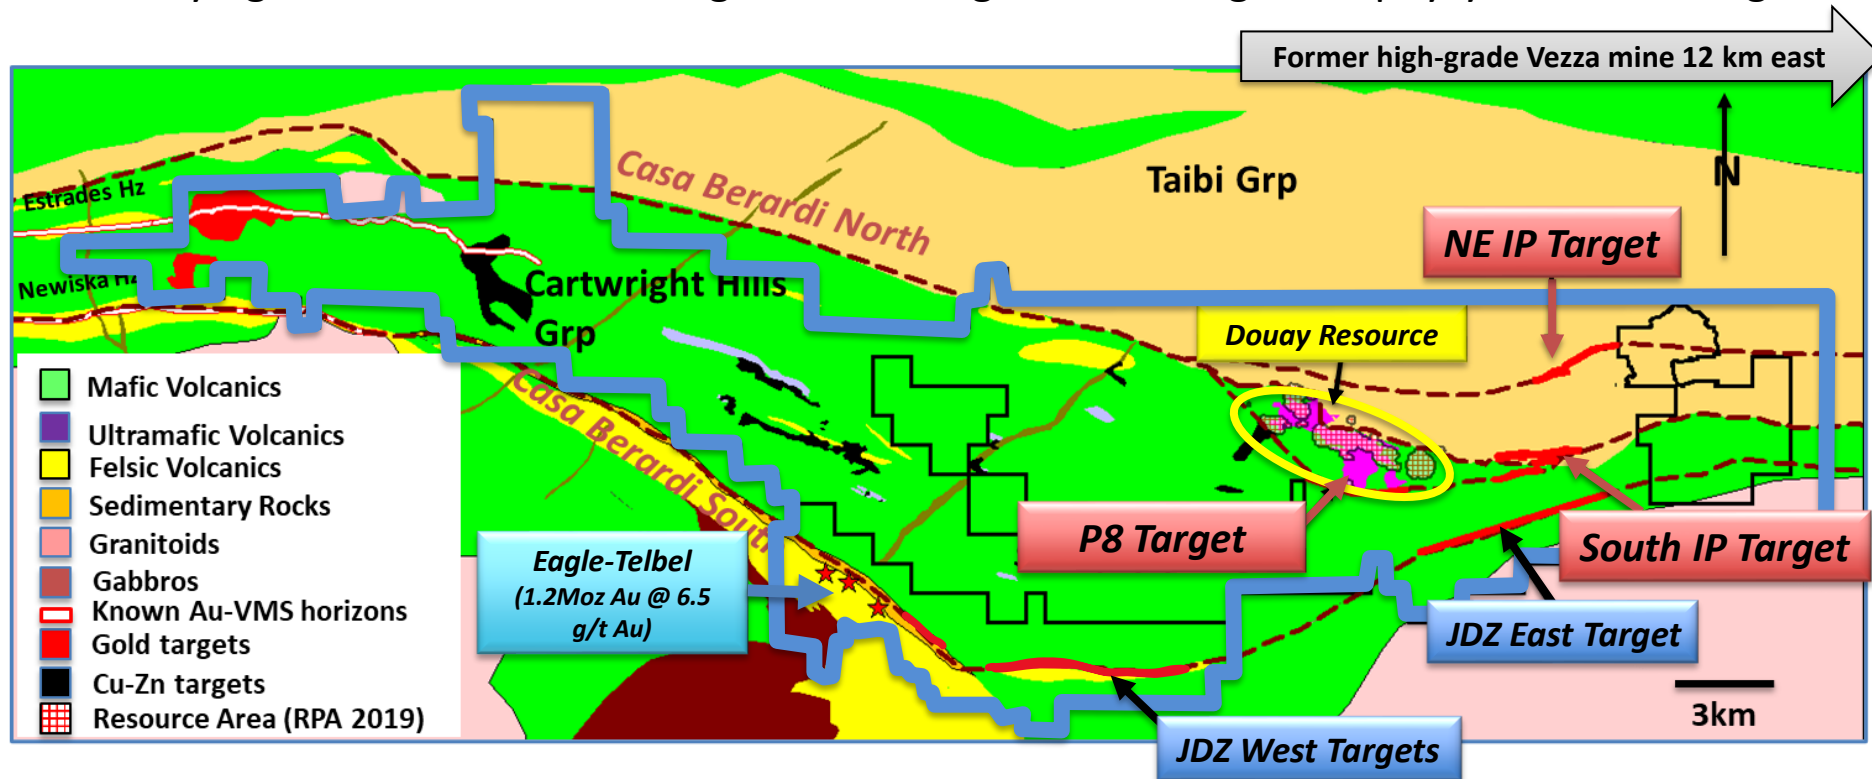 Former high-grade Vezza mine 12 km east
N
Taibi Grp
Casa Berardi North
Estrades Hz
Newiska Hz
Cartwright Hills
Grp
NE IP Target
Douay Resource
Casa Berardi South
Mafic Volcanics
Ultramafic Volcanics
Felsic Volcanics
Sedimentary Rocks
Granitoids
Gabbros
Known Au-VMS horizons
Gold targets
Cu-Zn targets
Resource Area (RPA 2019)
Eagle-Telbel
(1.2Moz Au @ 6.5
g/t Au)
P8 Target
South IP Target
JDZ East Target
JDZ West Targets
3km